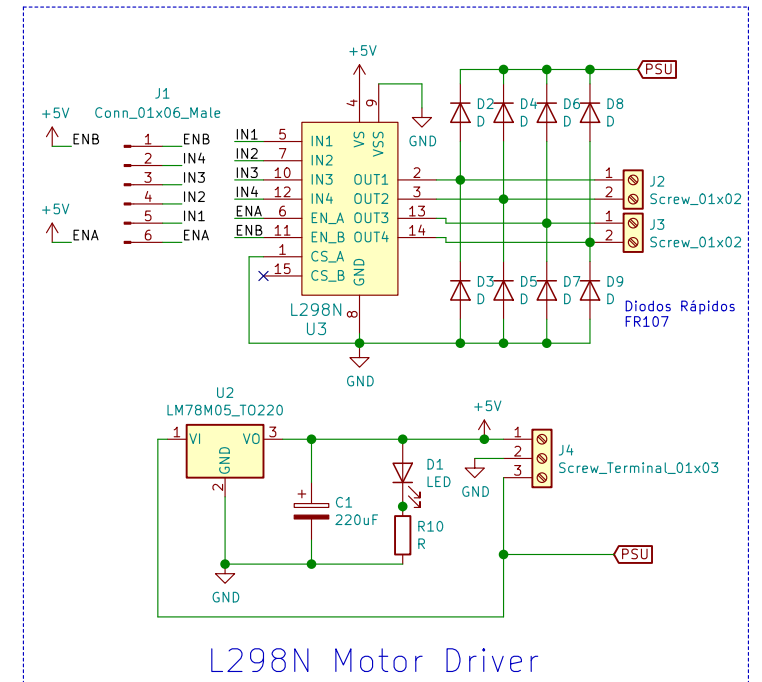 +5V
PSU
J1
Conn_01x06_Male
+5V
ENB
1
ENB
2
IN4
3
IN3
4
IN2
+5V
5
IN1
ENA
6
ENA
4
9
GND
VS
VSS
IN1
5
IN1
IN2
7
IN2
IN3
10
IN3
OUT1
2
IN4
12
IN4
OUT2
3
ENA
6
EN_A
OUT3
13
ENB
11
EN_B
OUT4
14
1
CS_A
15
CS_B
GND
L298N
U3
8
GND
D2
D
D4
D
D6
D
D8
D
1
J2
2
Screw_01x02
1
J3
2
Screw_01x02
D3
D
D5
D
D7
D
D9
D
Diodos Rápidos
FR107
U2
LM78M05_TO220
1
VI
VO
3
GND
2
GND
+
C1
220uF
D1
LED
R10
R
+5V
GND
1
2
3
J4
Screw_Terminal_01x03
PSU
L298N Motor Driver